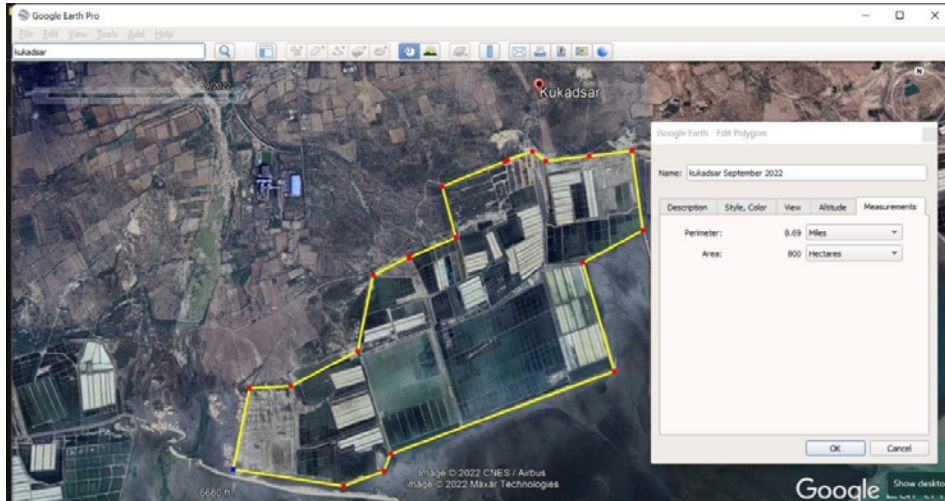 Google Earth Pro
File Edit View Tools Add Help
kukadsar
9/2022
Kukadsar
N
Google Earth - Edit Polygon
Name: kukadsar September 2022
Description Style, Color View Altitude Measurements
Perimeter: 8.69 Miles
Area: 800 Hectares
OK Cancel
Image © 2022 CNES / Airbus
Image © 2022 Maxar Technologies
6680 ft
Google
Show desktop